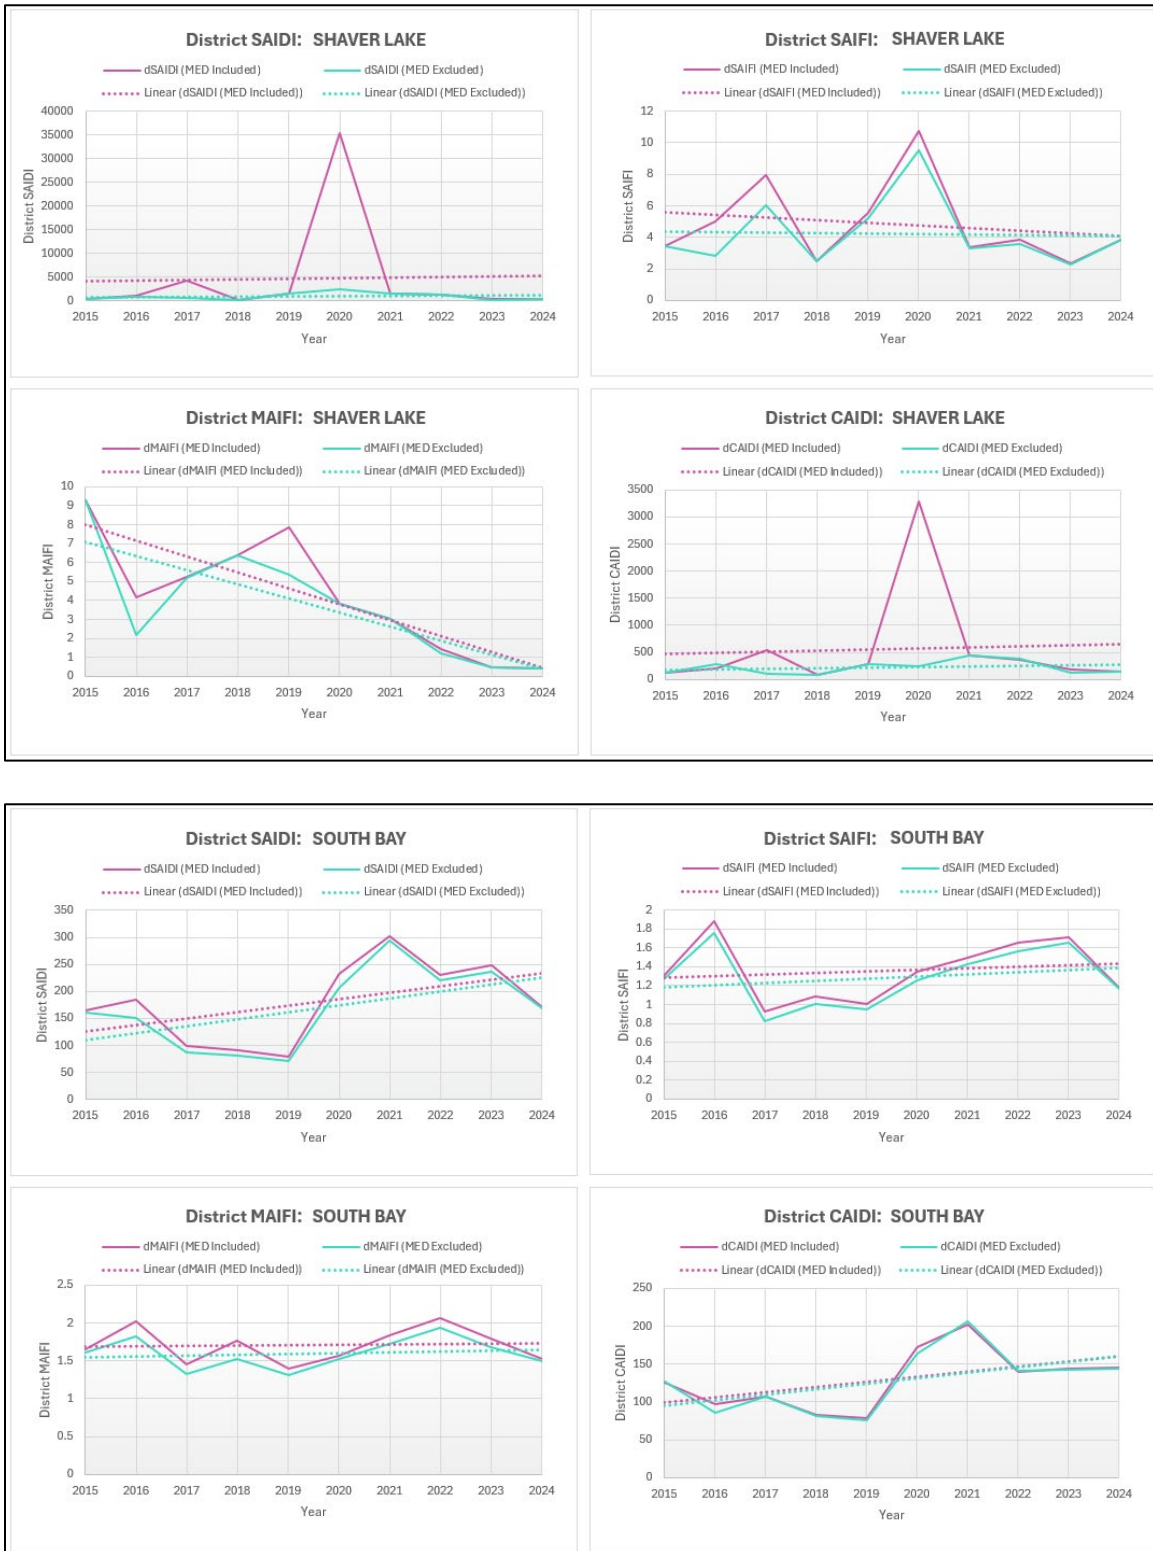 District SAIDI: SHAVER LAKE
dSAIDI (MED Included)
dSAIDI (MED Excluded)
Linear (dSAIDI (MED Included))
Linear (dSAIDI (MED Excluded))
40000
35000
30000
25000
20000
15000
10000
5000
0
District SAIDI
2015 2016 2017 2018 2019 2020 2021 2022 2023 2024
Year
District SAIFI: SHAVER LAKE
dSAIFI (MED Included)
dSAIFI (MED Excluded)
Linear (dSAIFI (MED Included))
Linear (dSAIFI (MED Excluded))
12
10
8
6
4
2
0
District SAIFI
2015 2016 2017 2018 2019 2020 2021 2022 2023 2024
Year
District MAIFI: SHAVER LAKE
dMAIFI (MED Included)
dMAIFI (MED Excluded)
Linear (dMAIFI (MED Included))
Linear (dMAIFI (MED Excluded))
10
9
8
7
6
5
4
3
2
1
0
District MAIFI
2015 2016 2017 2018 2019 2020 2021 2022 2023 2024
Year
District CAIDI: SHAVER LAKE
dCAIDI (MED Included)
dCAIDI (MED Excluded)
Linear (dCAIDI (MED Included))
Linear (dCAIDI (MED Excluded))
3500
3000
2500
2000
1500
1000
500
0
District CAIDI
2015 2016 2017 2018 2019 2020 2021 2022 2023 2024
Year
District SAIDI: SOUTH BAY
dSAIDI (MED Included)
dSAIDI (MED Excluded)
Linear (dSAIDI (MED Included))
Linear (dSAIDI (MED Excluded))
350
300
250
200
150
100
50
0
District SAIDI
2015 2016 2017 2018 2019 2020 2021 2022 2023 2024
Year
District SAIFI: SOUTH BAY
dSAIFI (MED Included)
dSAIFI (MED Excluded)
Linear (dSAIFI (MED Included))
Linear (dSAIFI (MED Excluded))
2
1.8
1.6
1.4
1.2
1
0.8
0.6
0.4
0.2
0
District SAIFI
2015 2016 2017 2018 2019 2020 2021 2022 2023 2024
Year
District MAIFI: SOUTH BAY
dMAIFI (MED Included)
dMAIFI (MED Excluded)
Linear (dMAIFI (MED Included))
Linear (dMAIFI (MED Excluded))
2.5
2
1.5
1
0.5
0
District MAIFI
2015 2016 2017 2018 2019 2020 2021 2022 2023 2024
Year
District CAIDI: SOUTH BAY
dCAIDI (MED Included)
dCAIDI (MED Excluded)
Linear (dCAIDI (MED Included))
Linear (dCAIDI (MED Excluded))
250
200
150
100
50
0
District CAIDI
2015 2016 2017 2018 2019 2020 2021 2022 2023 2024
Year